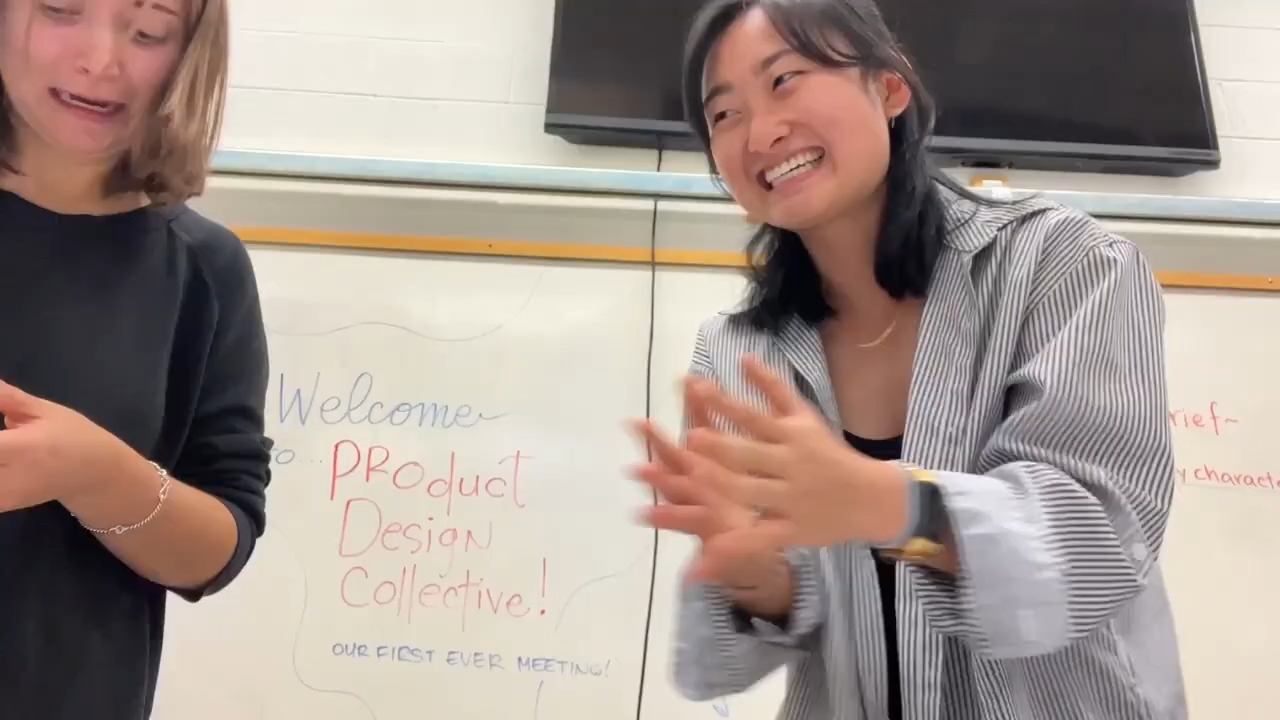 Welcome
to...
Product
Design
Collective!
OUR FIRST EVER MEETING!
rief~
y characte